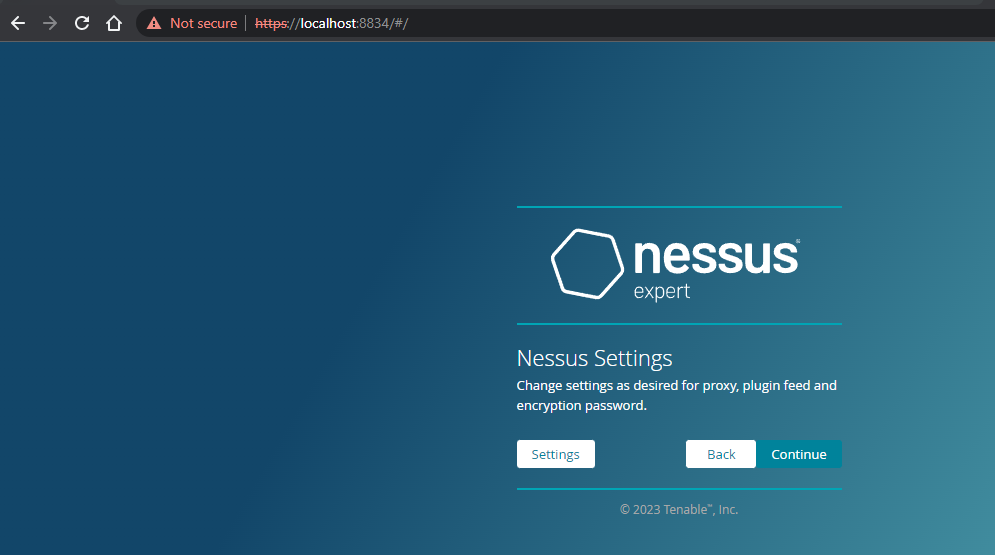 Not secure | https://localhost:8834/#/
nessus®
expert
Nessus Settings
Change settings as desired for proxy, plugin feed and
encryption password.
Settings Back Continue
© 2023 Tenable™, Inc.